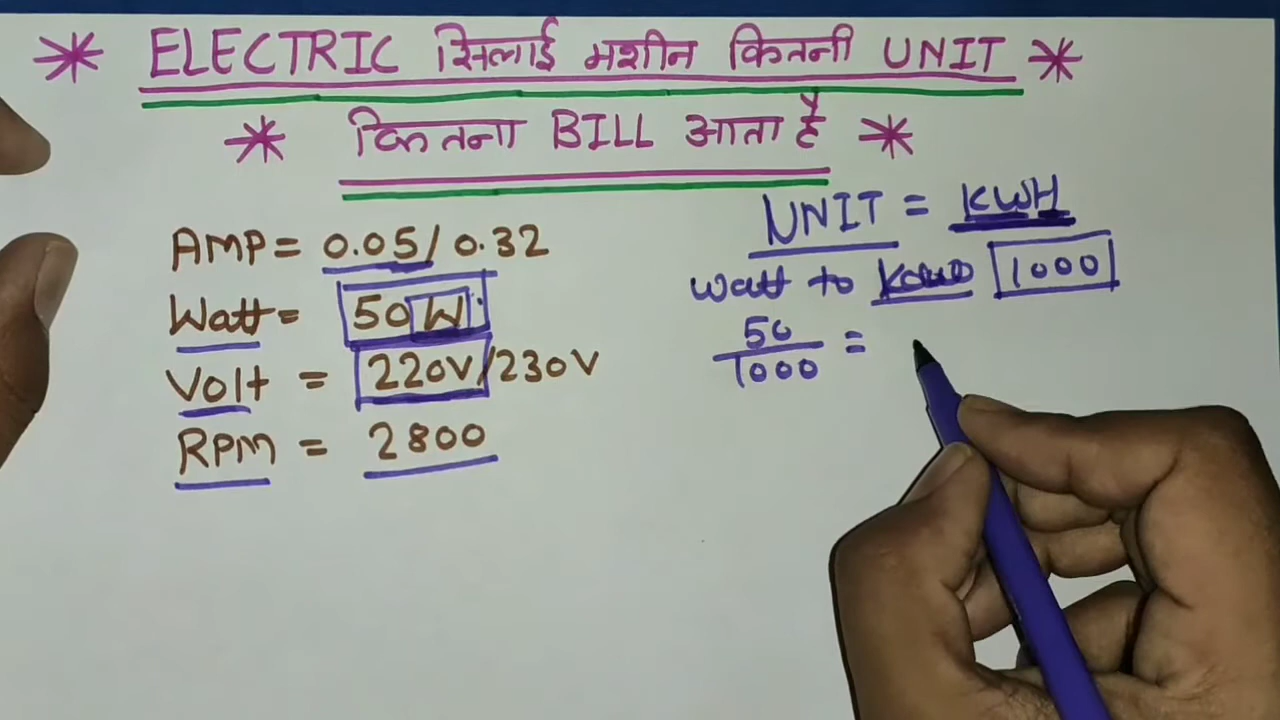 * ELECTRIC सिलाई मशीन कितनी UNIT *
* कितना BILL आता है *
AMP = 0.05/0.32
Watt = 50W
Volt = 220V/230V
RPM = 2800
UNIT = KWH
watt to 1000
50/1000 =